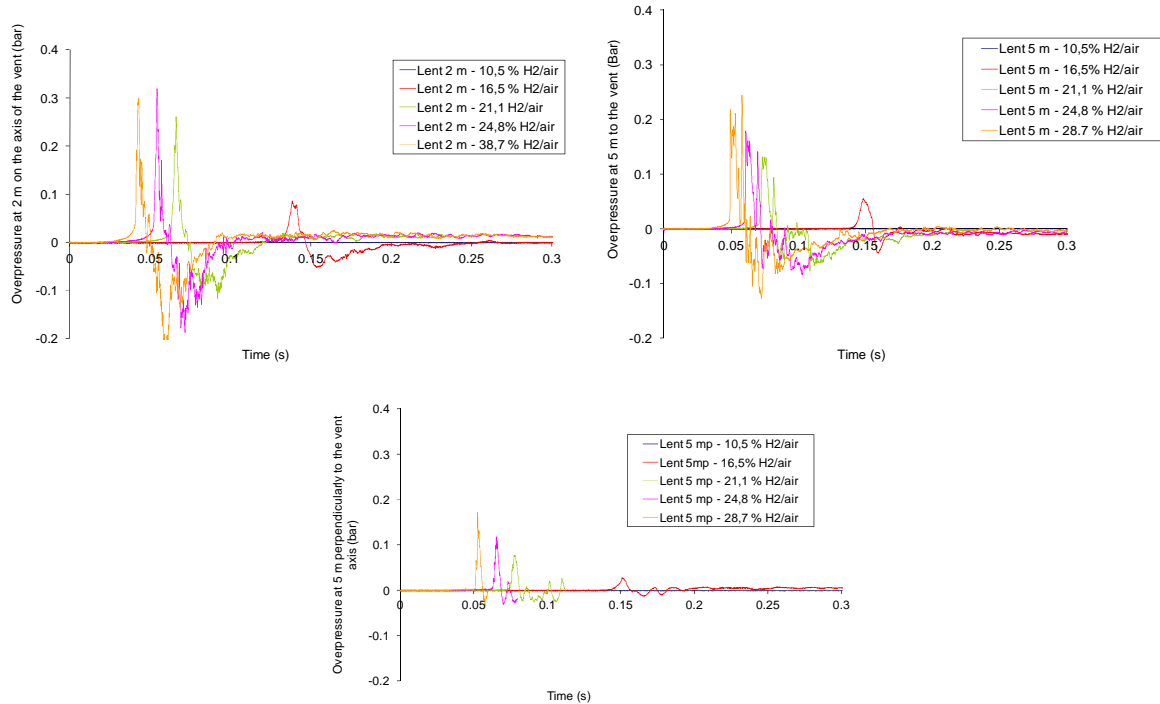 Overpressure at 2 m on the axis of the vent (bar)
0.4
0.3
0.2
0.1
0
-0.1
-0.2
0
0.05
0.1
0.15
0.2
0.25
0.3
Time (s)
Lent 2 m - 10,5 % H2/air
Lent 2 m - 16,5 % H2/air
Lent 2 m - 21,1 H2/air
Lent 2 m - 24,8% H2/air
Lent 2 m - 38,7 % H2/air
Overpressure at 5 m to the vent (Bar)
0.4
0.3
0.2
0.1
0
-0.1
-0.2
0
0.05
0.1
0.15
0.2
0.25
0.3
Time (s)
Lent 5 m - 10,5% H2/air
Lent 5 m - 16,5% H2/air
Lent 5 m - 21,1 % H2/air
Lent 5 m - 24,8 % H2/air
Lent 5 m - 28.7 % H2/air
Overpressure at 5 m perpendicularly to the vent
axis (bar)
0.4
0.3
0.2
0.1
0
-0.1
-0.2
0
0.05
0.1
0.15
0.2
0.25
0.3
Time (s)
Lent 5 mp - 10,5 % H2/air
Lent 5mp - 16,5% H2/air
Lent 5 mp - 21,1 % H2/air
Lent 5 mp - 24,8 % H2/air
Lent 5 mp - 28,7 % H2/air